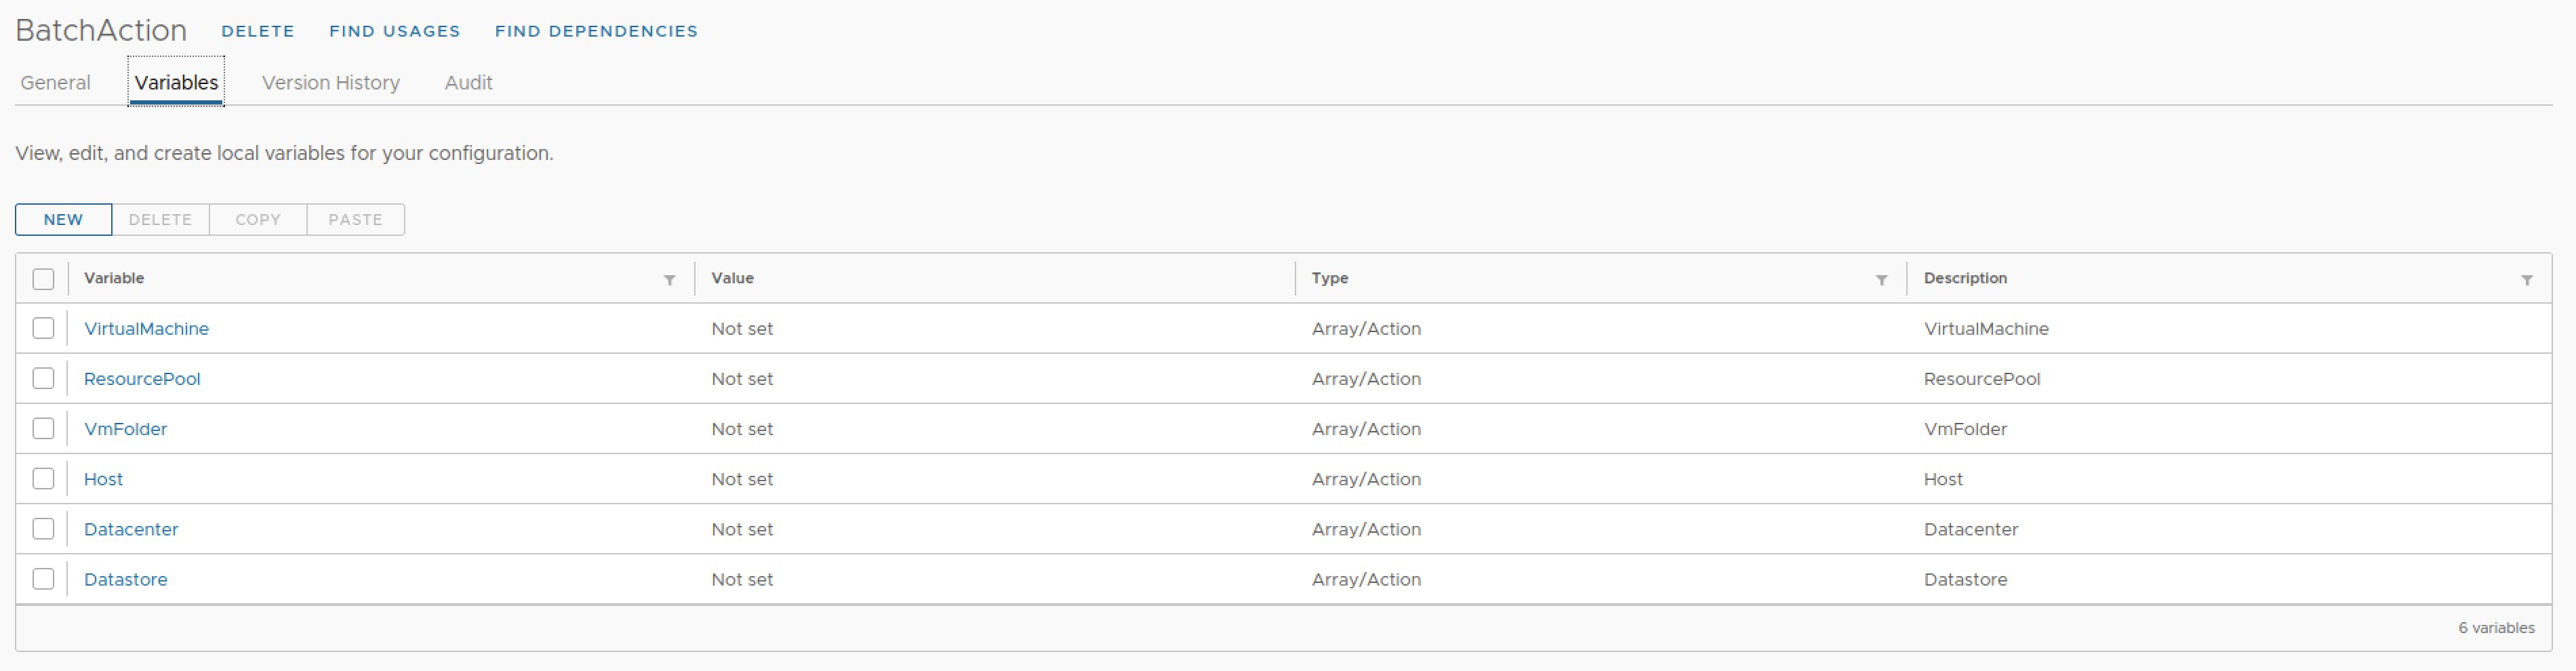 BatchAction DELETE FIND USAGES FIND DEPENDENCIES
General Variables Version History Audit
View, edit, and create local variables for your configuration.
NEW DELETE COPY PASTE
Variable Value Type Description
VirtualMachine Not set Array/Action VirtualMachine
ResourcePool Not set Array/Action ResourcePool
VmFolder Not set Array/Action VmFolder
Host Not set Array/Action Host
Datacenter Not set Array/Action Datacenter
Datastore Not set Array/Action Datastore
6 variables